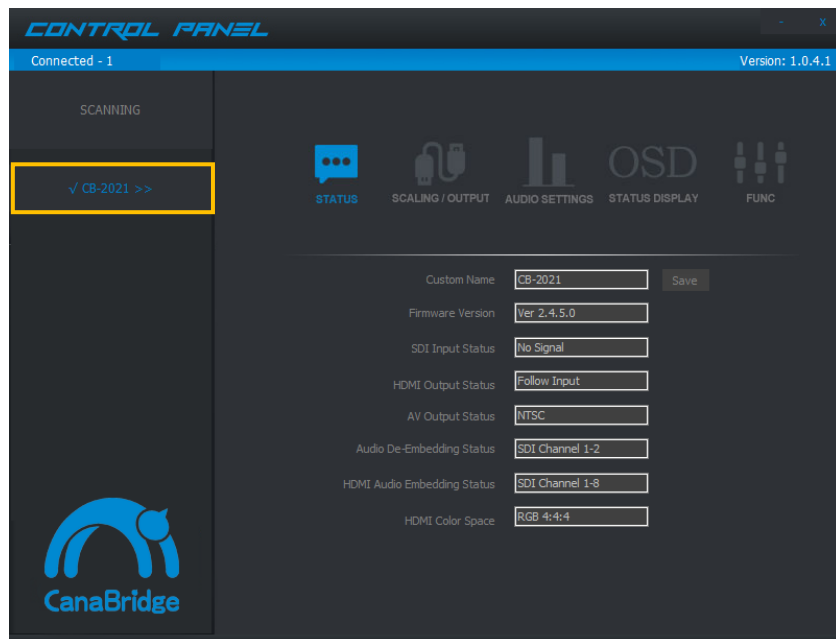 CONTROL PANEL
- X
Connected - 1 Version: 1.0.4.1
SCANNING
√ CB-2021 >>
OSD
STATUS SCALING / OUTPUT AUDIO SETTINGS STATUS DISPLAY FUNC
Custom Name CB-2021 Save
Firmware Version Ver 2.4.5.0
SDI Input Status No Signal
HDMI Output Status Follow Input
AV Output Status NTSC
Audio De-Embedding Status SDI Channel 1-2
HDMI Audio Embedding Status SDI Channel 1-8
HDMI Color Space RGB 4:4:4
CanaBridge